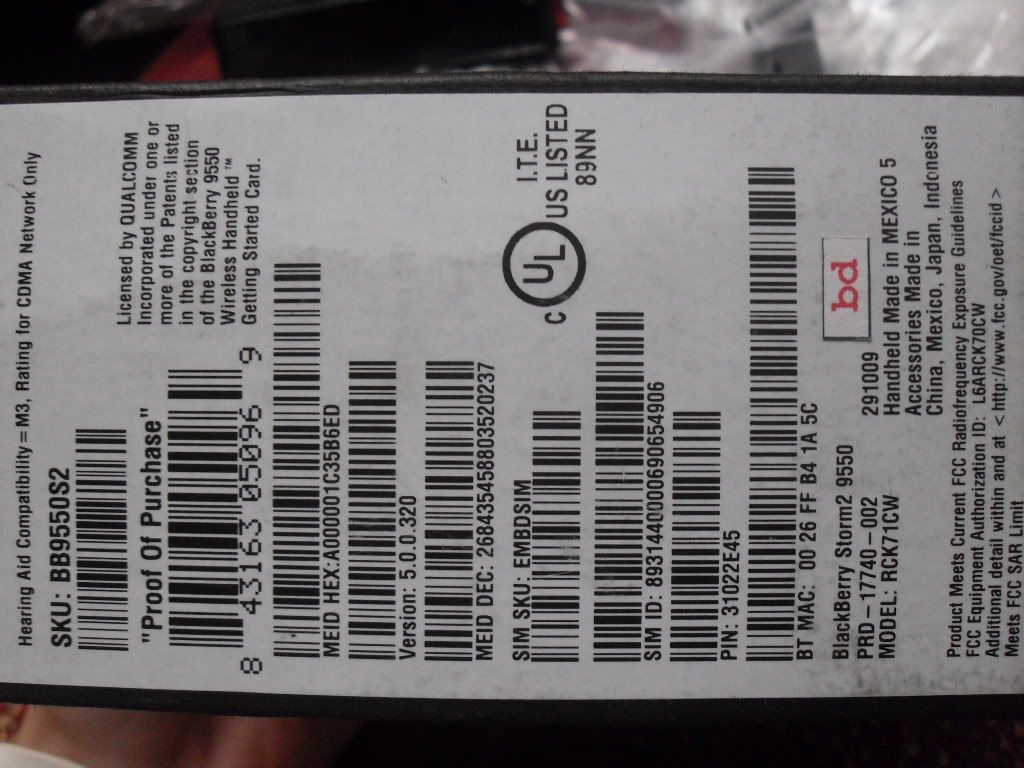 Hearing Aid Compatibility = M3, Rating for CDMA Network Only
SKU: BB9550S2
"Proof Of Purchase"
8 43163 05096 9
Licensed by QUALCOMM
Incorporated under one or
more of the Patents listed
in the copyright section
of the BlackBerry 9550
Wireless Handheld ™
Getting Started Card.
MEID HEX:A000001C35B6ED
Version: 5.0.0.320
MEID DEC: 268435458803520237
SIM SKU: EMBDSIM
SIM ID: 89314400006906 54906
PIN: 31022E45
BT MAC: 00 26 FF B4 1A 5C
C UL US LISTED
I.T.E.
89NN
BlackBerry Storm2 9550
PRD-17740-002
MODEL: RCK71CW
bd
291009
Handheld Made in MEXICO 5
Accessories Made in
China, Mexico, Japan, Indonesia
Product Meets Current FCC Radiofrequency Exposure Guidelines
FCC Equipment Authorization ID: L6ARCK70CW
Additional detail within and at <http://www.fcc.gov/oet/fccid>
Meets FCC SAR Limit